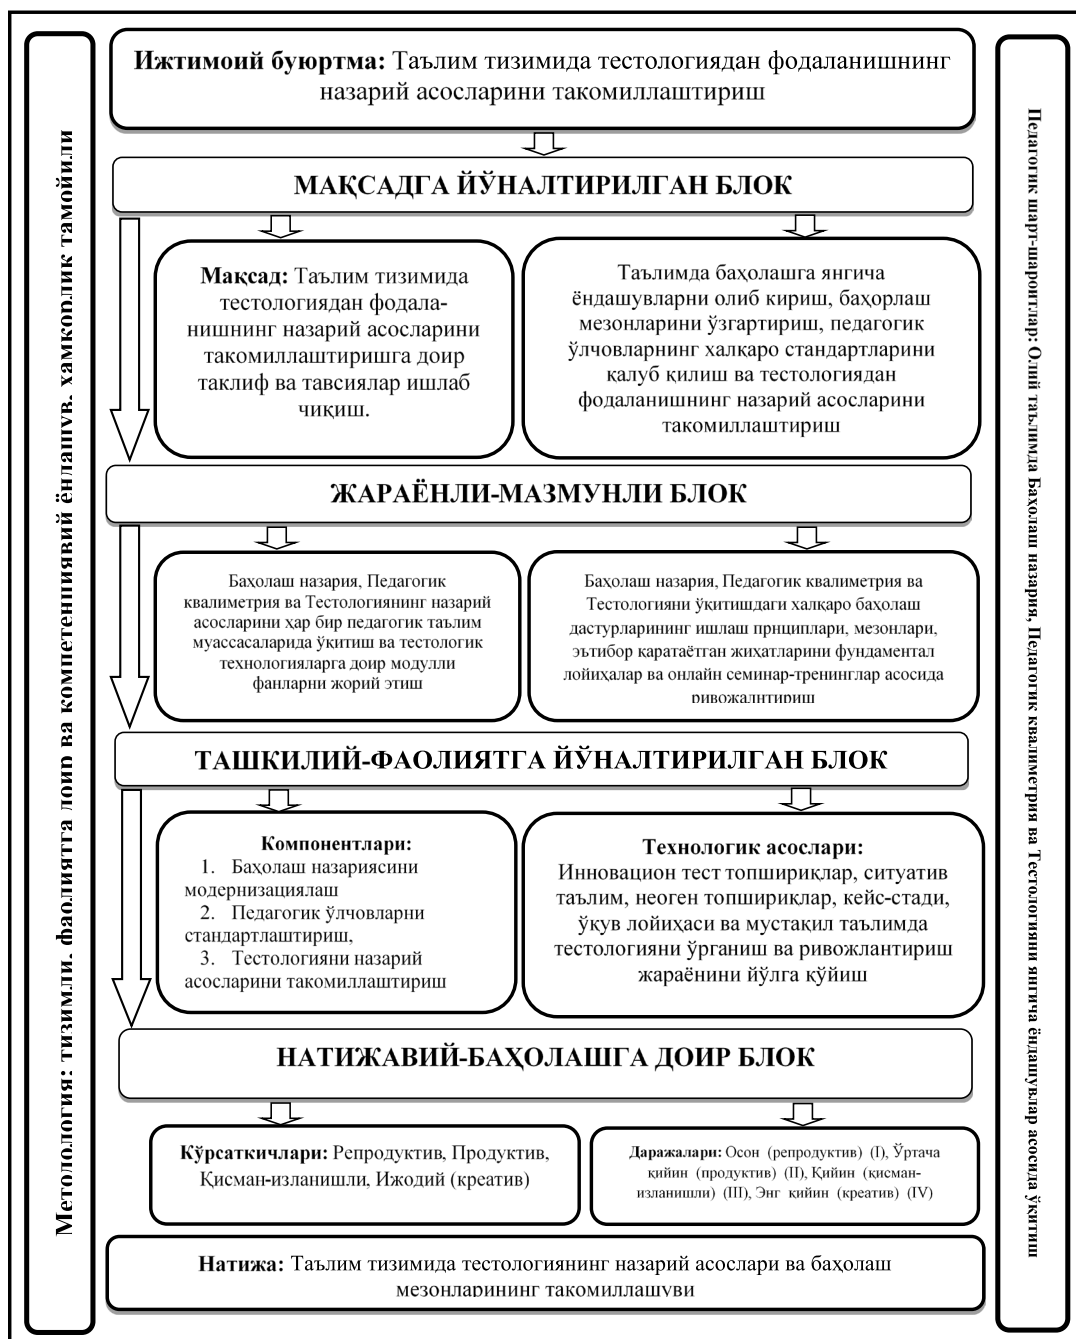 Методология: тизимли, фаолиятга доир ва компетенциявий ёндашув, ҳамкорлик тамойили
Ижтимоий буюртма: Таълим тизимида тестологиядан фодаланишнинг
назарий асосларини такомиллаштириш
МАҚСАДГА ЙЎНАЛТИРИЛГАН БЛОК
Мақсад: Таълим тизимида
тестологиядан фодала-
нишнинг назарий асосларини
такомиллаштиришга доир
таклиф ва тавсиялар ишлаб
чиқиш.
Таълимда баҳолашга янгича
ёндашувларни олиб кириш, баҳорлаш
мезонларини ўзгартириш, педагогик
ўлчовларнинг халқаро стандартларини
қалуб қилиш ва тестологиядан
фодаланишнинг назарий асосларини
такомиллаштириш
ЖАРАЁНЛИ-МАЗМУНЛИ БЛОК
Баҳолаш назария, Педагогик
квалиметрия ва Тестологиянинг назарий
асосларини ҳар бир педагогик таълим
муассасаларида ўқитиш ва тестологик
технологияларга доир модулли
фанларни жорий этиш
Баҳолаш назария, Педагогик квалиметрия ва
Тестологияни ўқитишдаги халқаро баҳолаш
дастурларининг ишлаш прнциплари, мезонлари,
эътибор қаратаётган жиҳатларини фундаментал
лойиҳалар ва онлайн семинар-тренинглар асосида
ривожалнтириш
ТАШКИЛИЙ-ФАОЛИЯТГА ЙЎНАЛТИРИЛГАН БЛОК
Компонентлари:
1. Баҳолаш назариясини
модернизациялаш
2. Педагогик ўлчовларни
стандартлаштириш,
3. Тестологияни назарий
асосларини такомиллаштириш
Технологик асослари:
Инновацион тест топшириқлар, ситуатив
таълим, неоген топшириқлар, кейс-стади,
ўқув лойиҳаси ва мустақил таълимда
тестологияни ўрганиш ва ривожлантириш
жараёнини йўлга қўйиш
НАТИЖАВИЙ-БАҲОЛАШГА ДОИР БЛОК
Кўрсаткичлари: Репродуктив, Продуктив,
Қисман-изланишли, Ижодий (креатив)
Даражалари: Осон (репродуктив) (I), Ўртача
қийин (продуктив) (II), Қийин (қисман-
изланишли) (III), Энг қийин (креатив) (IV)
Натижа: Таълим тизимида тестологиянинг назарий асослари ва баҳолаш
мезонларининг такомиллашуви
Педагогик шарт-шароитлар: Олий таълимда Баҳолаш назария, Педагогик квалиметрия ва Тестологияни янгича ёндашувлар асосида ўқитиш